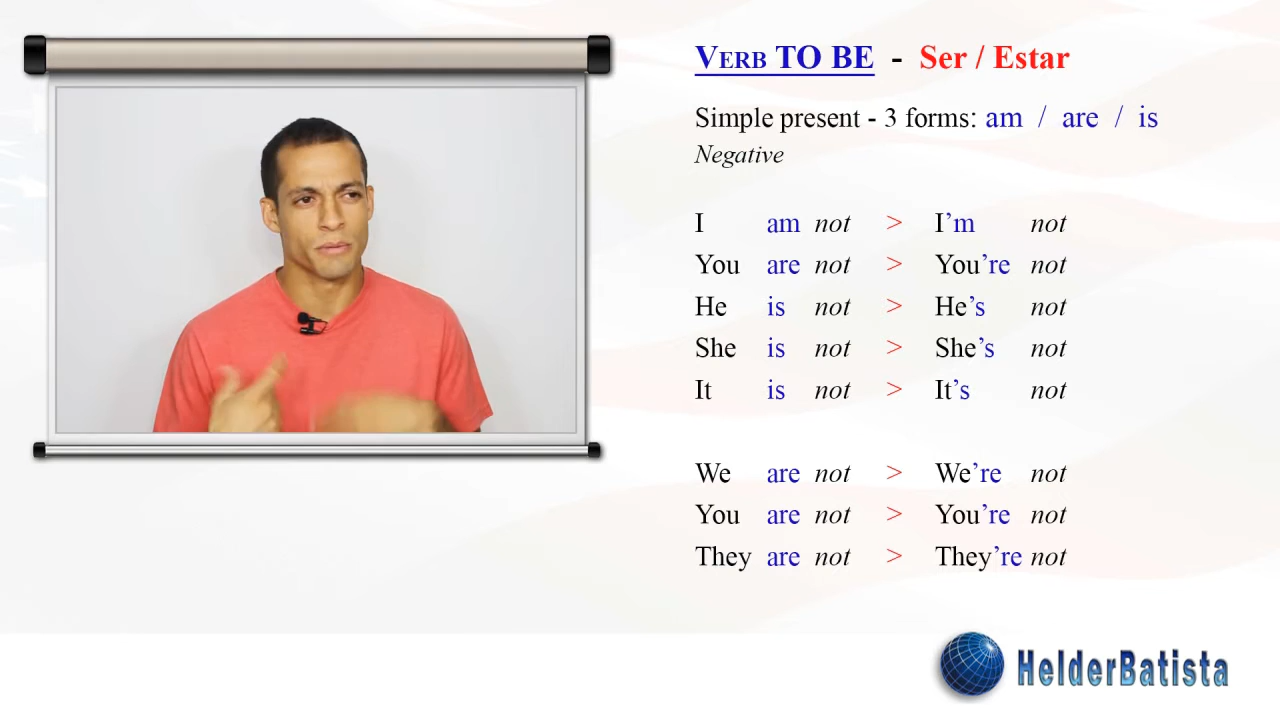 VERB TO BE - Ser / Estar
Simple present - 3 forms: am / are / is
Negative
I am not > I’m not
You are not > You’re not
He is not > He’s not
She is not > She’s not
It is not > It’s not
We are not > We’re not
You are not > You’re not
They are not > They’re not
HelderBatista